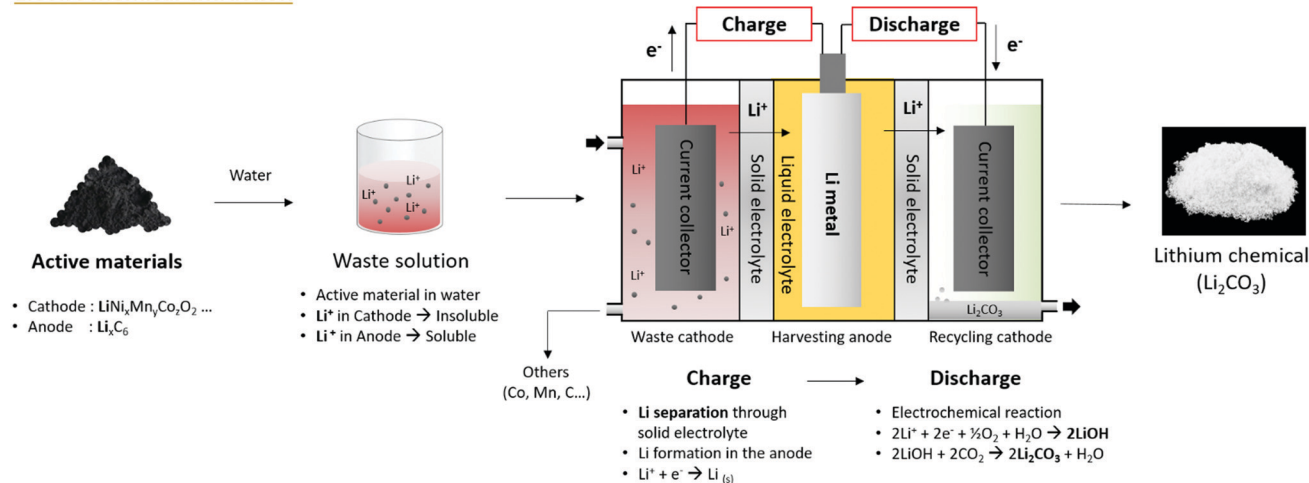 Charge
Discharge
e⁻
e⁻
Li⁺
Li⁺
Water
Li⁺
Li⁺
Li⁺
Li⁺
Li⁺
Li⁺
Li⁺
Current collector
Solid electrolyte
Liquid electrolyte
Li metal
Solid electrolyte
Current collector
Li₂CO₃
Active materials
• Cathode : LiNiₓMnᵧCo𝓏O₂ ...
• Anode : LiₓC₆
Waste solution
• Active material in water
• Li⁺ in Cathode → Insoluble
• Li⁺ in Anode → Soluble
Waste cathode
Harvesting anode
Recycling cathode
Lithium chemical
(Li₂CO₃)
Others
(Co, Mn, C...)
Charge
• Li separation through
solid electrolyte
• Li formation in the anode
• Li⁺ + e⁻ → Li (s)
Discharge
• Electrochemical reaction
• 2Li⁺ + 2e⁻ + ½O₂ + H₂O → 2LiOH
• 2LiOH + 2CO₂ → 2Li₂CO₃ + H₂O